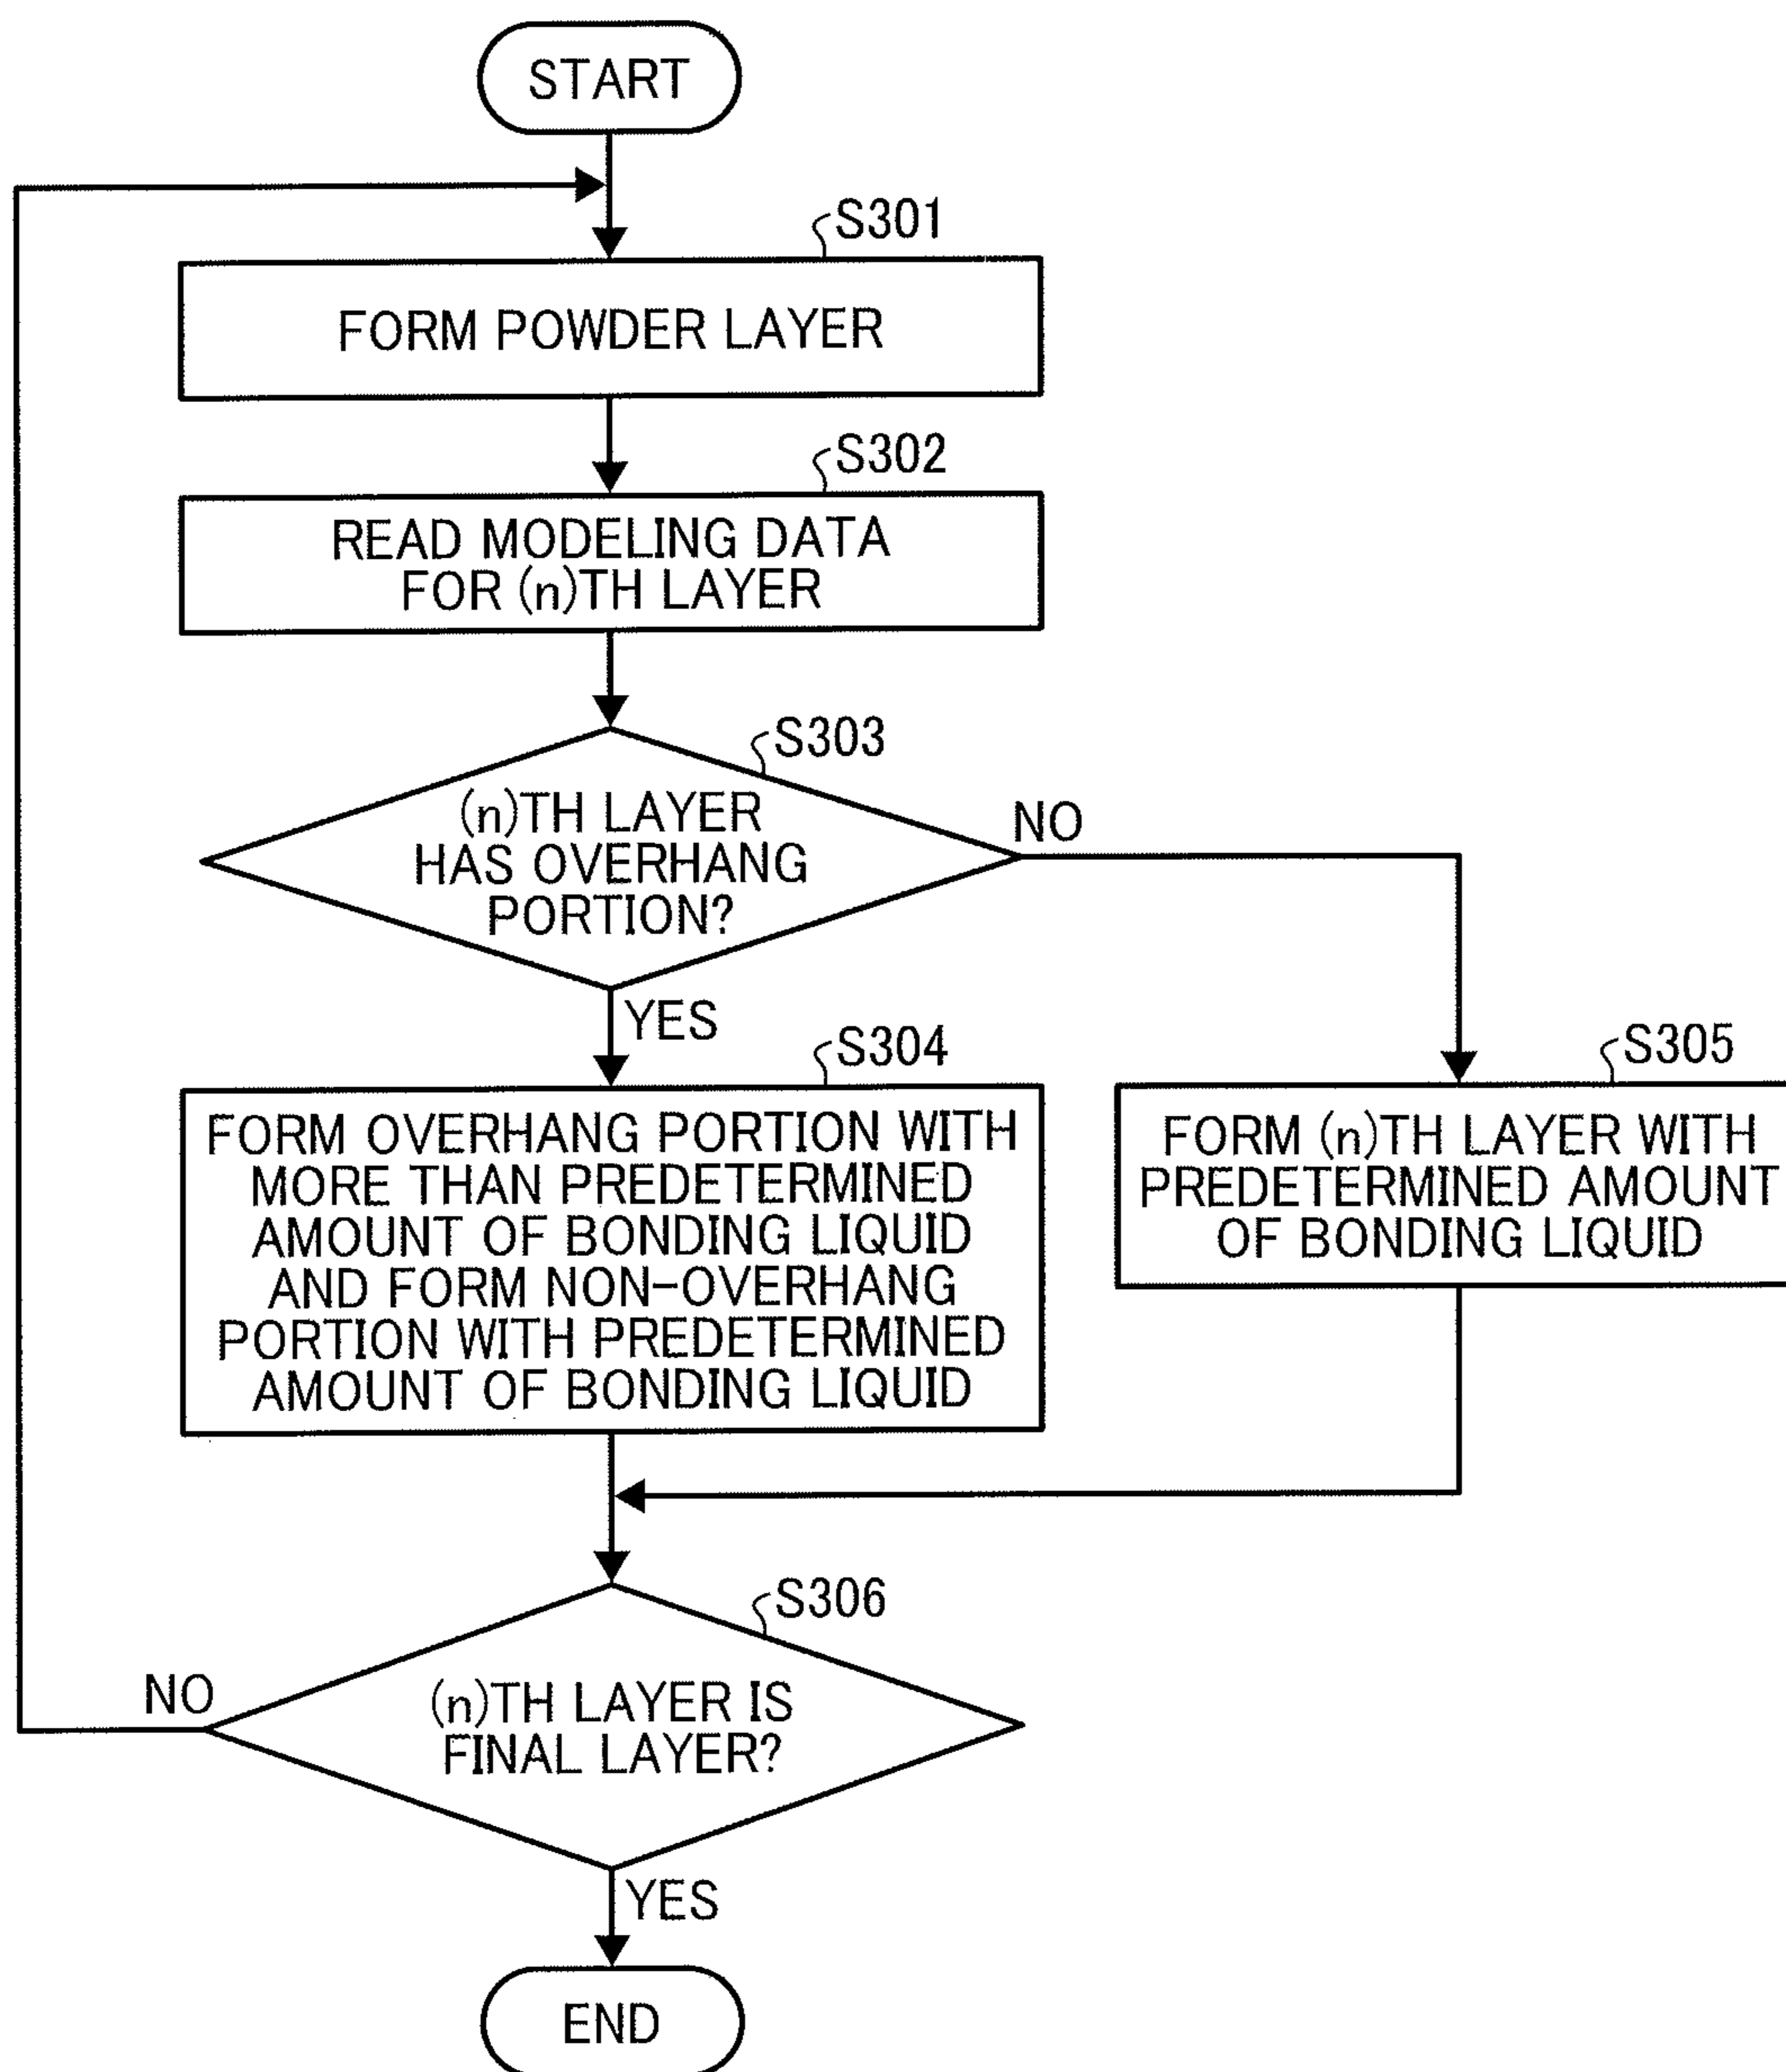 START
S301
FORM POWDER LAYER
S302
READ MODELING DATA
FOR (n)TH LAYER
S303
(n)TH LAYER
HAS OVERHANG
PORTION?
NO
YES
S304
FORM OVERHANG PORTION WITH
MORE THAN PREDETERMINED
AMOUNT OF BONDING LIQUID
AND FORM NON-OVERHANG
PORTION WITH PREDETERMINED
AMOUNT OF BONDING LIQUID
S305
FORM (n)TH LAYER WITH
PREDETERMINED AMOUNT
OF BONDING LIQUID
S306
(n)TH LAYER IS
FINAL LAYER?
NO
YES
END